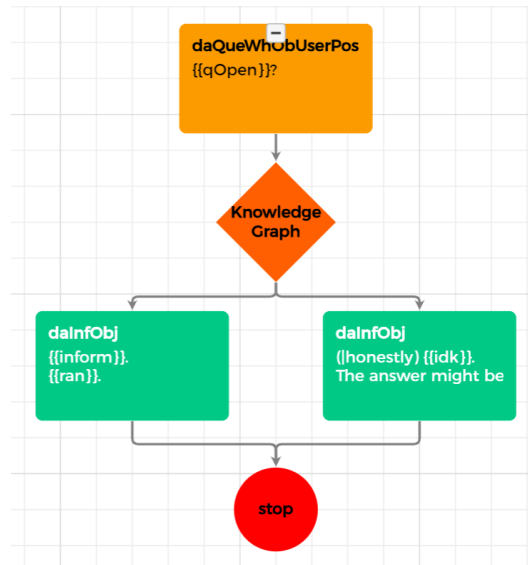 daQueWhObUserPos
{{qOpen}}?
Knowledge
Graph
daInfObj
{{inform}}.
{{ran}}.
daInfObj
(|honestly) {{idk}}.
The answer might be
stop